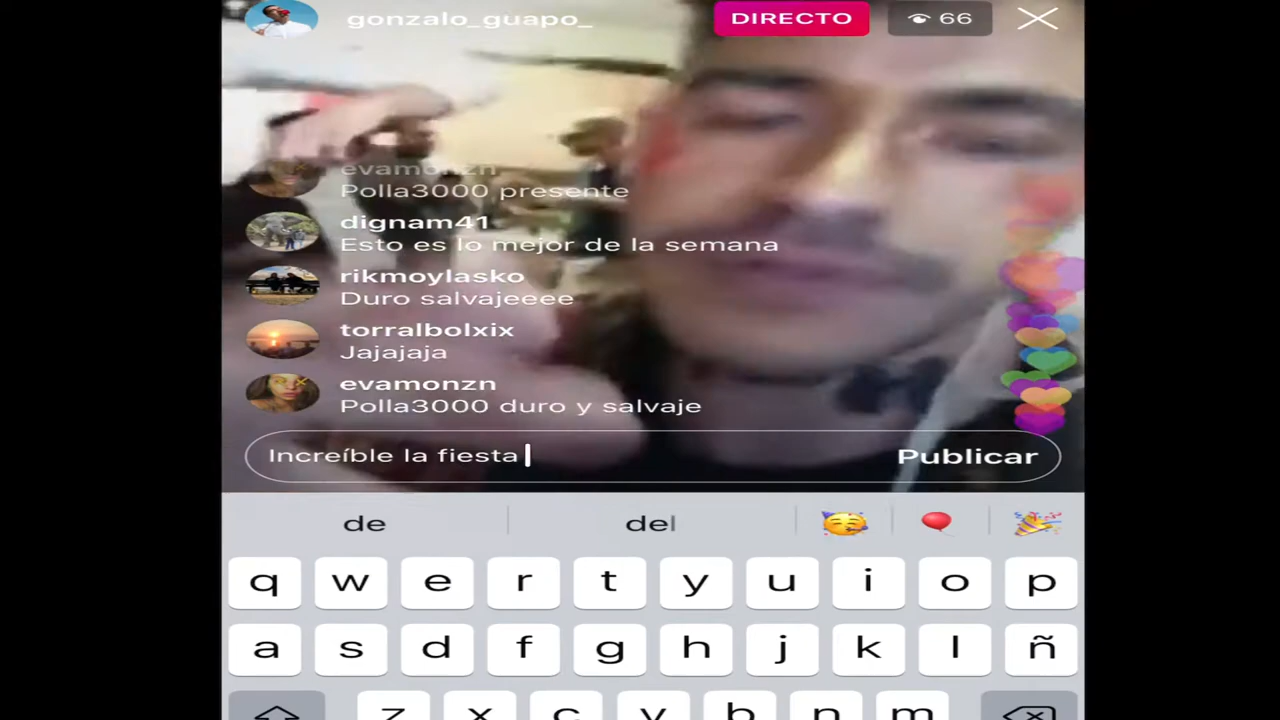 gonzalo_guapo_
DIRECTO
66
evamonzn
Polla3000 presente
dignam41
Esto es lo mejor de la semana
rikmoylasko
Duro salvajeeee
torralbolxix
Jajajaja
evamonzn
Polla3000 duro y salvaje
Increíble la fiesta
Publicar
de
del
q w e r t y u i o p
a s d f g h j k l ñ
z x c v b n m